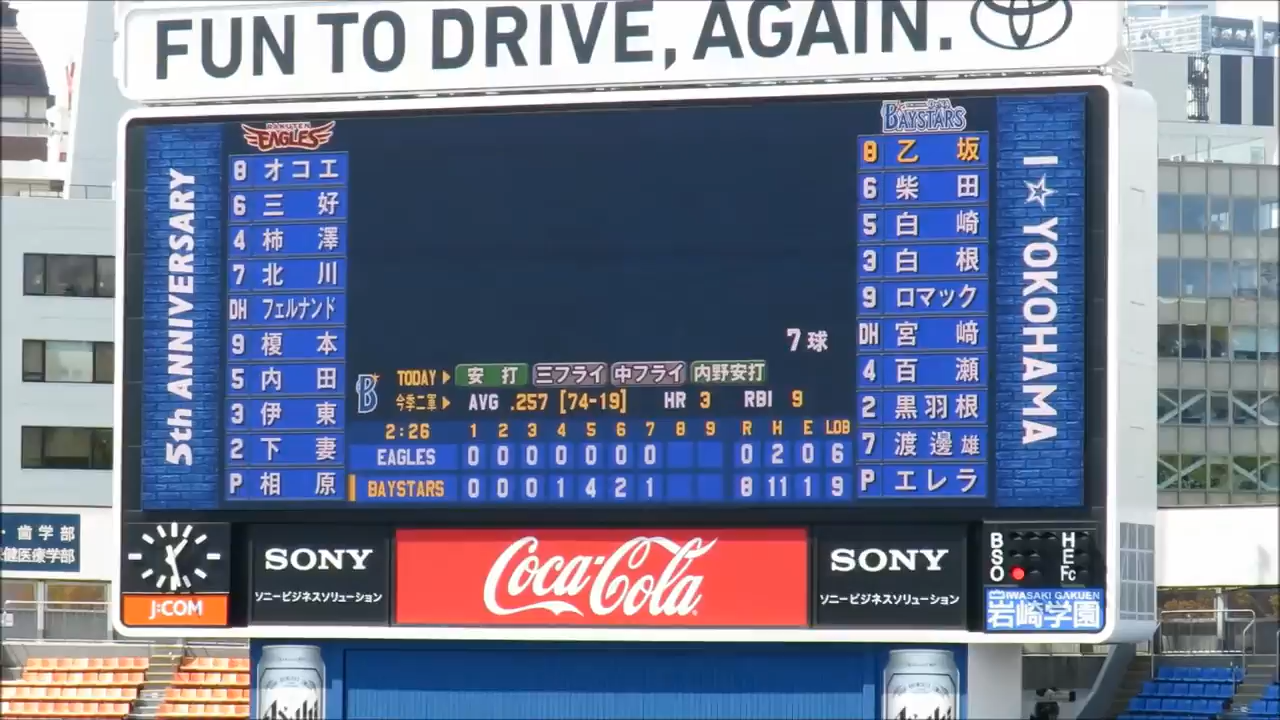 FUN TO DRIVE, AGAIN.
5th ANNIVERSARY
RAKUTEN EAGLES
8 オコエ
6 三好
4 柿澤
7 北川
DH フェルナンド
9 榎本
5 内田
3 伊東
2 下妻
P 相原
7球
TODAY 安打 三フライ 中フライ 内野安打
B 今季二軍 AVG .257 [74-19] HR 3 RBI 9
2:26 1 2 3 4 5 6 7 8 9 R H E LOB
EAGLES 0 0 0 0 0 0 0 0 2 0 6
BAYSTARS 0 0 0 1 4 2 1 8 11 1 9
BAYSTARS
8 乙坂
6 柴田
5 白崎
3 白根
9 ロマック
DH 宮﨑
4 百瀬
2 黒羽根
7 渡邊雄
P エレラ
I☆YOKOHAMA
J:COM
SONY
ソニービジネスソリューション
Coca-Cola
SONY
ソニービジネスソリューション
B H
S E
O Fc
IWASAKI GAKUEN
岩崎学園
・歯学部
健医療学部
Asahi
Asahi